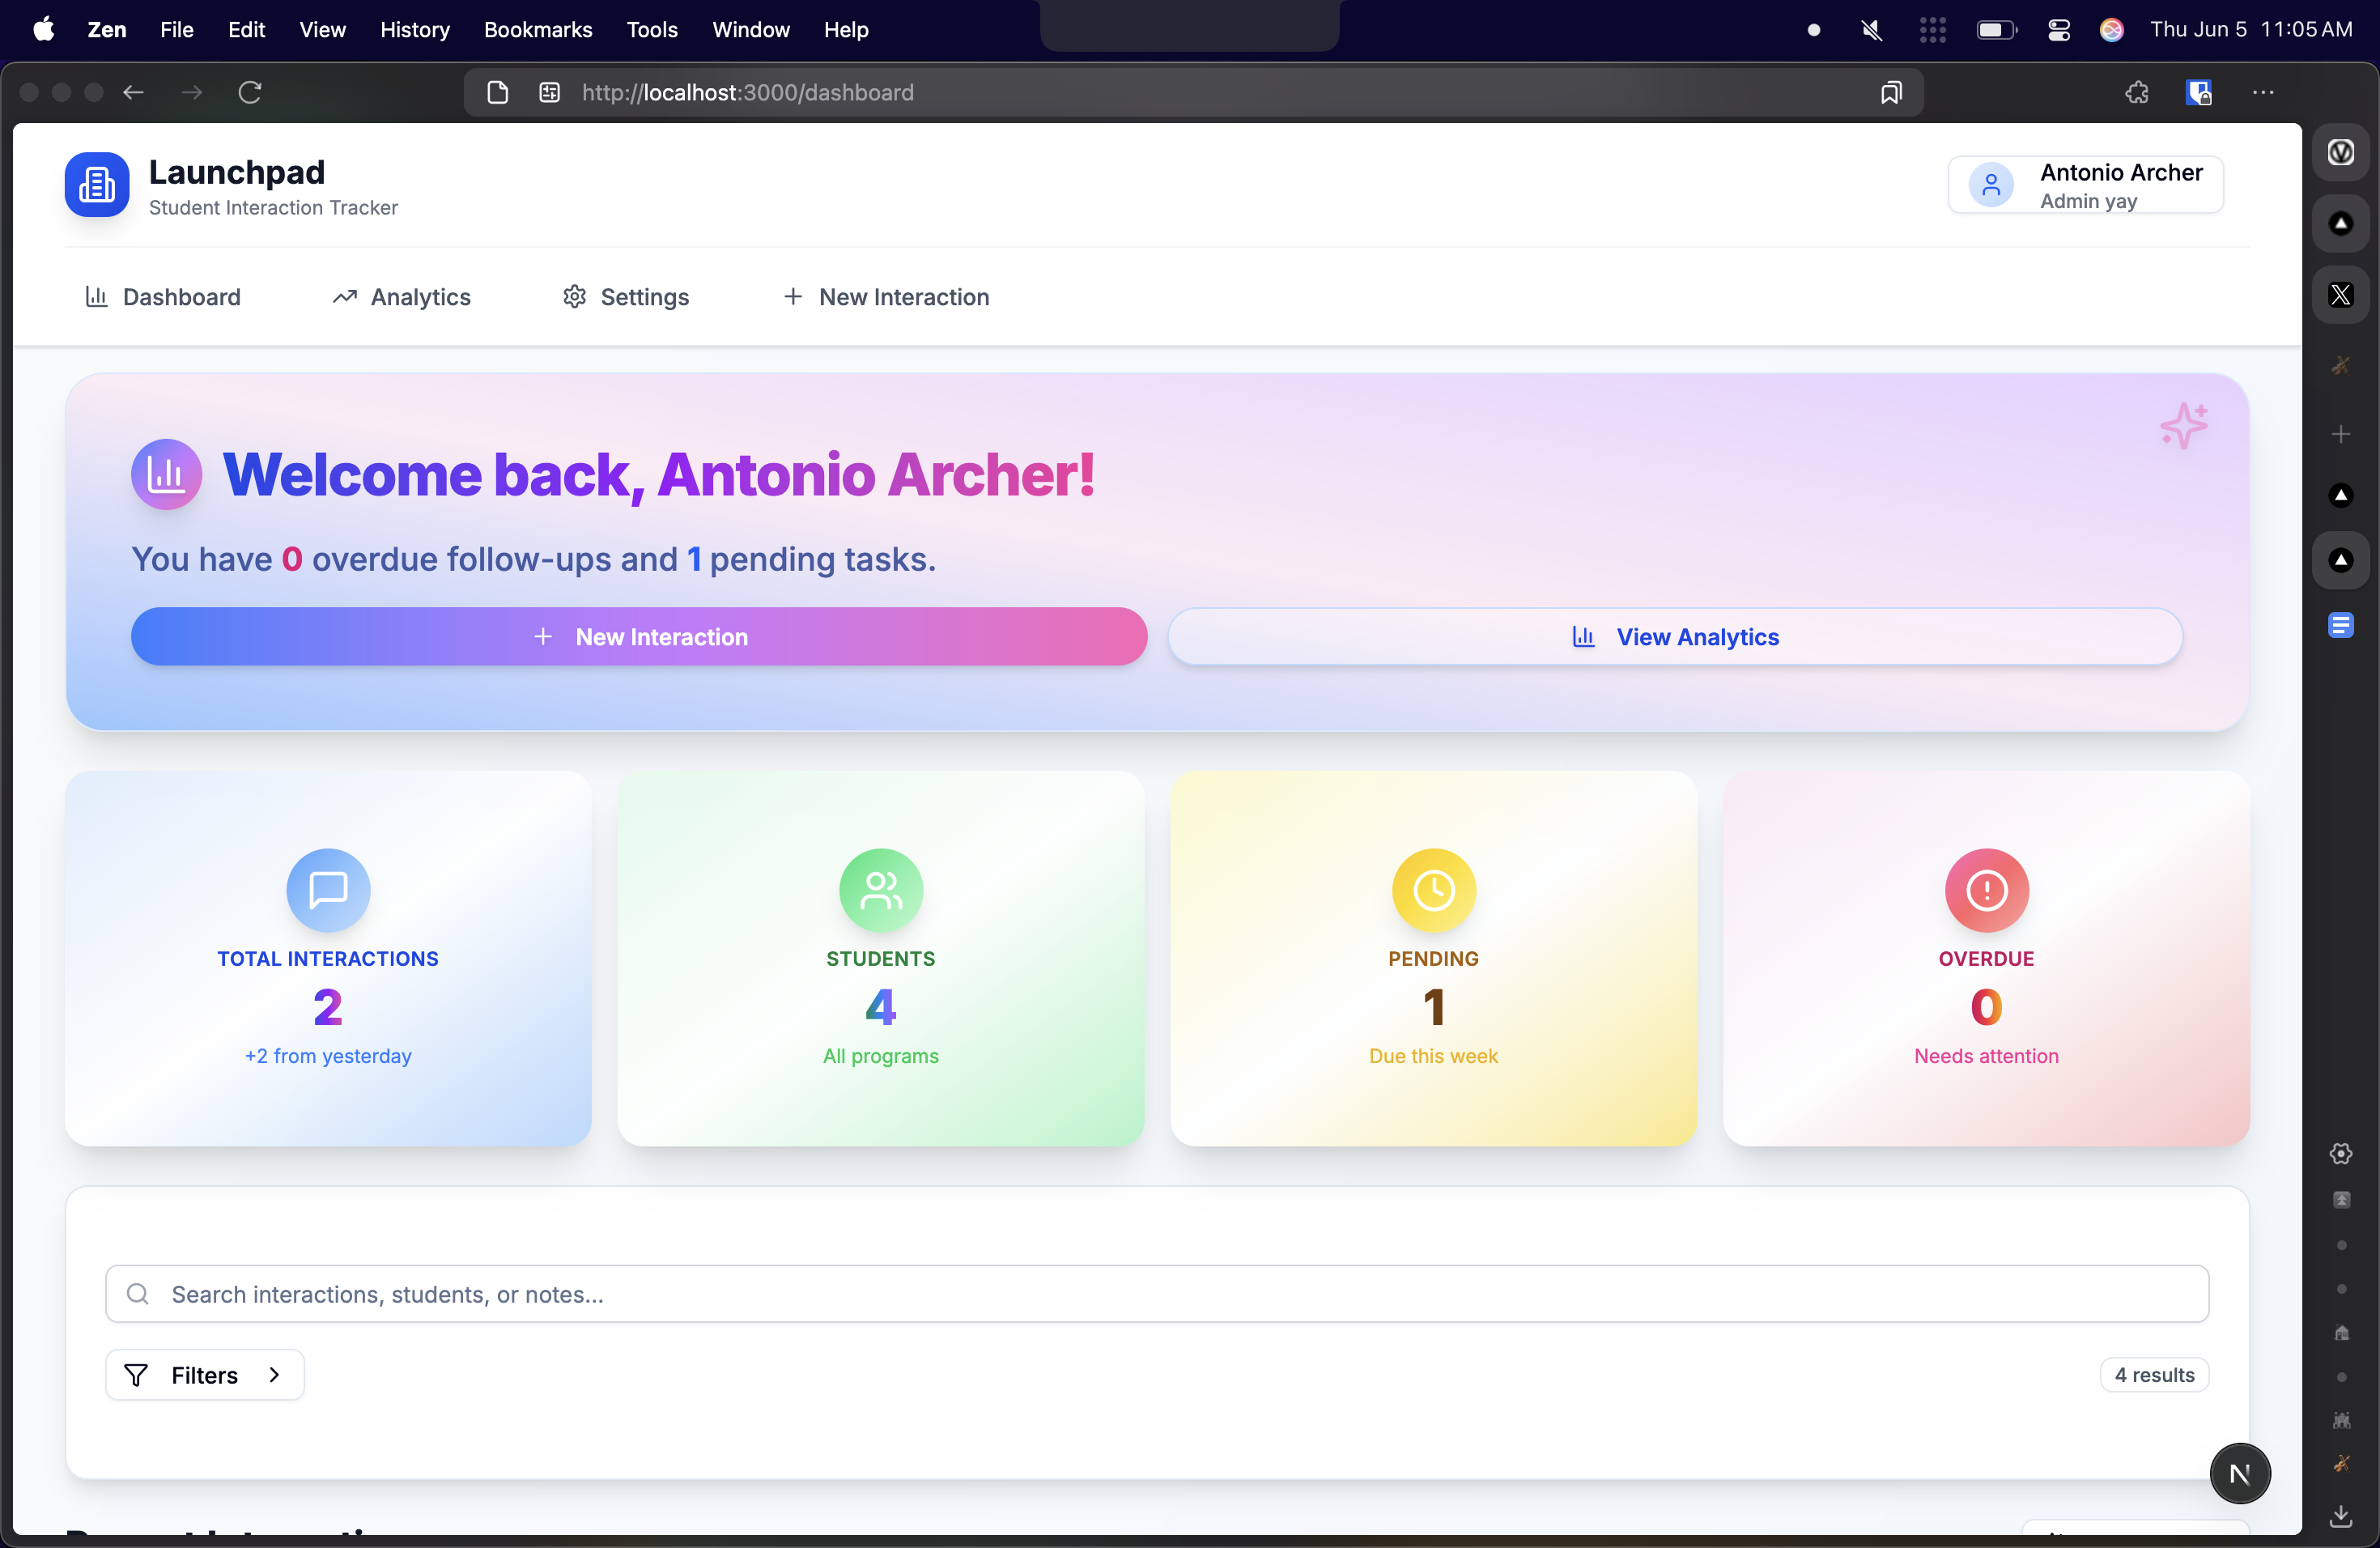 Zen File Edit View History Bookmarks Tools Window Help Thu Jun 5 11:05 AM
http://localhost:3000/dashboard
Launchpad
Student Interaction Tracker
Antonio Archer
Admin yay
Dashboard Analytics Settings New Interaction
Welcome back, Antonio Archer!
You have 0 overdue follow-ups and 1 pending tasks.
New Interaction View Analytics
TOTAL INTERACTIONS
2
+2 from yesterday
STUDENTS
4
All programs
PENDING
1
Due this week
OVERDUE
0
Needs attention
Search interactions, students, or notes...
Filters
4 results
N